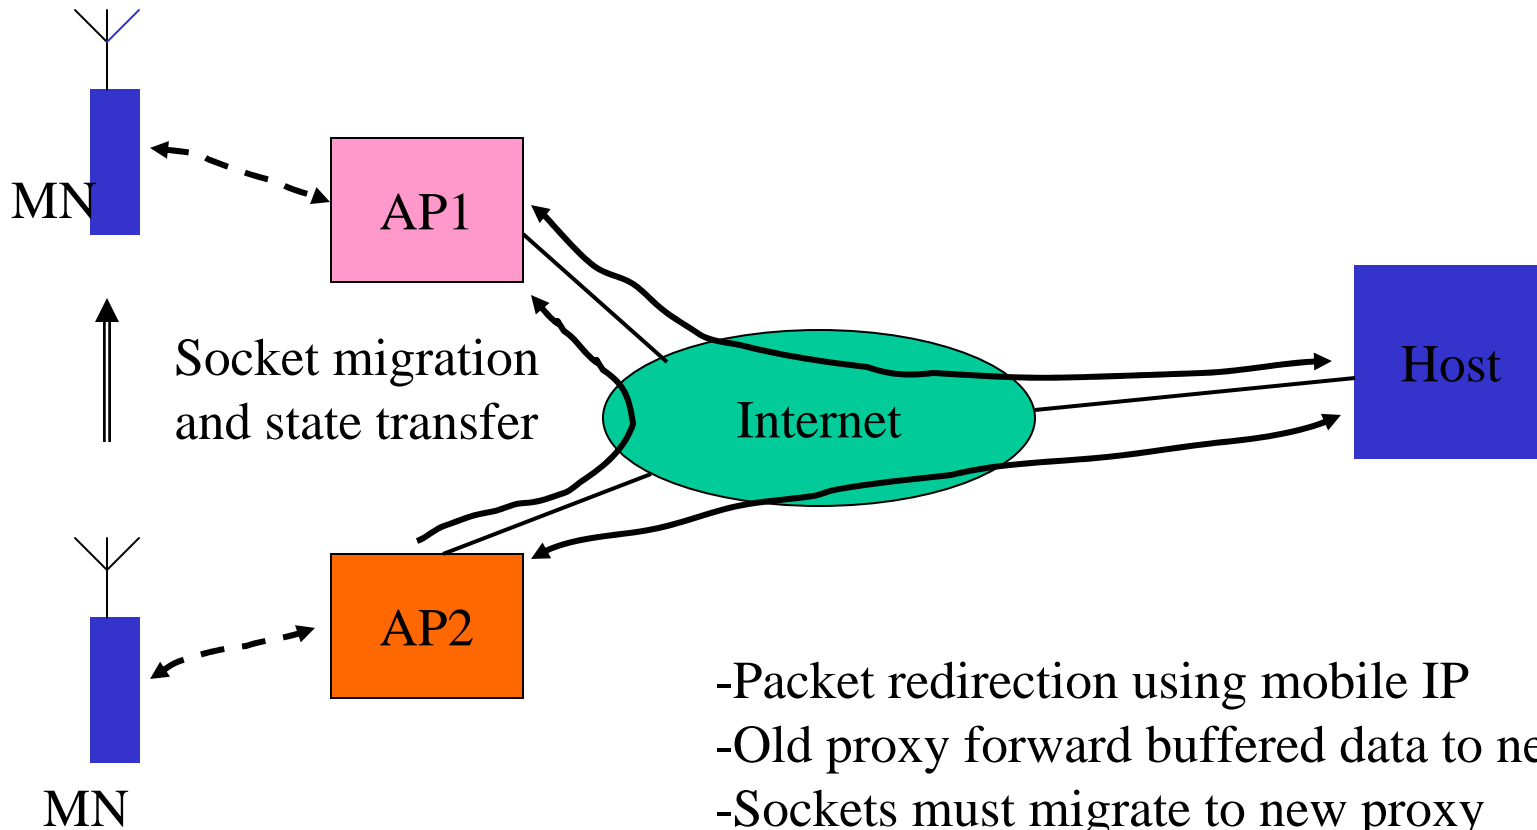 MN
AP1
Socket migration
and state transfer
Internet
Host
AP2
MN
-Packet redirection using mobile IP
-Old proxy forward buffered data to
-Sockets must migrate to new proxy